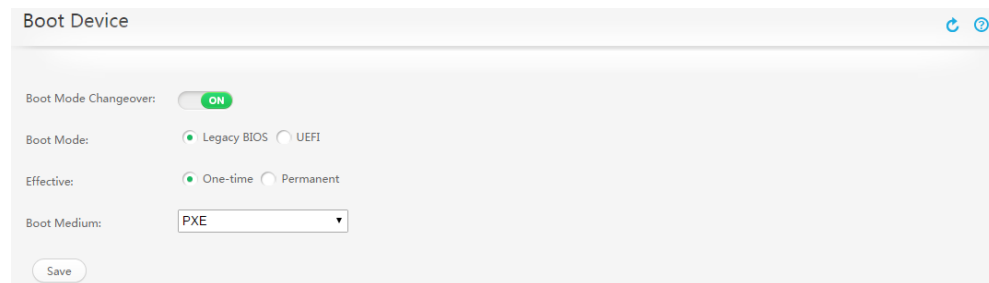 Boot Device
Boot Mode Changeover: ON
Boot Mode: Legacy BIOS UEFI
Effective: One-time Permanent
Boot Medium: PXE
Save